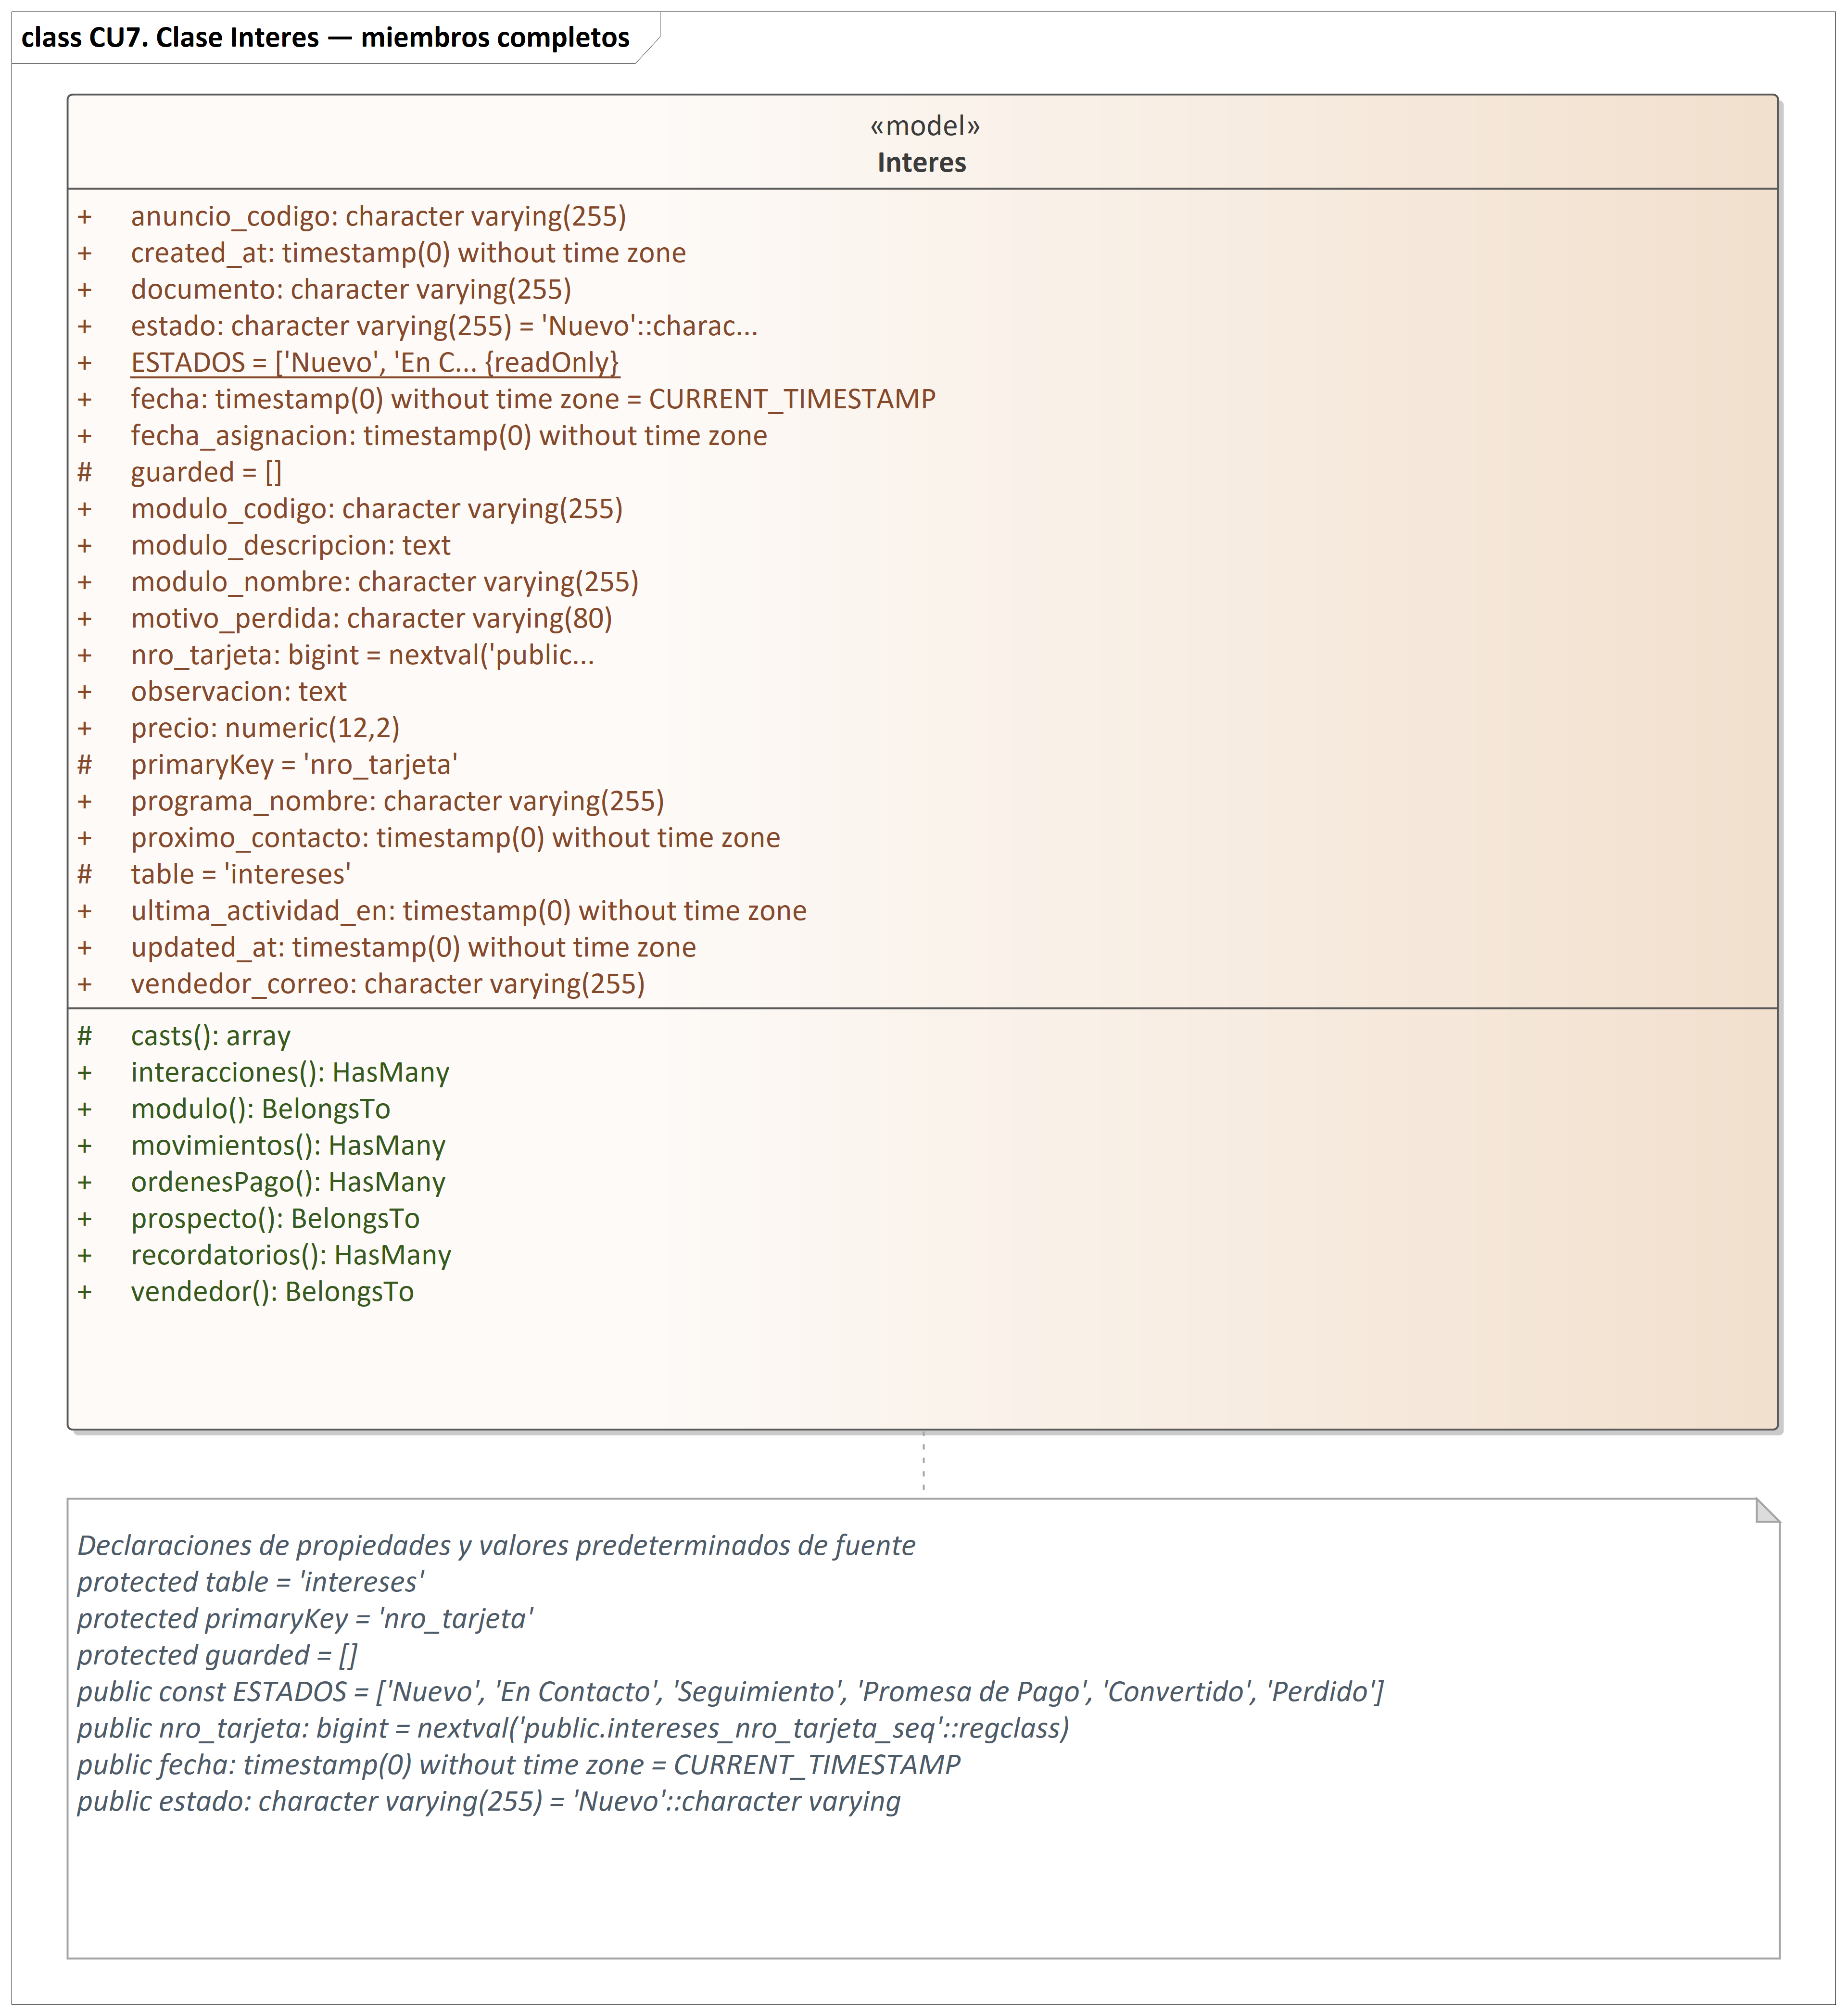 class CU7. Clase Interes — miembros completos
«model»
Interes
+ anuncio_codigo: character varying(255)
+ created_at: timestamp(0) without time zone
+ documento: character varying(255)
+ estado: character varying(255) = 'Nuevo'::charac...
+ ESTADOS = ['Nuevo', 'En C... {readOnly}
+ fecha: timestamp(0) without time zone = CURRENT_TIMESTAMP
+ fecha_asignacion: timestamp(0) without time zone
# guarded = []
+ modulo_codigo: character varying(255)
+ modulo_descripcion: text
+ modulo_nombre: character varying(255)
+ motivo_perdida: character varying(80)
+ nro_tarjeta: bigint = nextval('public...
+ observacion: text
+ precio: numeric(12,2)
# primaryKey = 'nro_tarjeta'
+ programa_nombre: character varying(255)
+ proximo_contacto: timestamp(0) without time zone
# table = 'intereses'
+ ultima_actividad_en: timestamp(0) without time zone
+ updated_at: timestamp(0) without time zone
+ vendedor_correo: character varying(255)
# casts(): array
+ interacciones(): HasMany
+ modulo(): BelongsTo
+ movimientos(): HasMany
+ ordenesPago(): HasMany
+ prospecto(): BelongsTo
+ recordatorios(): HasMany
+ vendedor(): BelongsTo
Declaraciones de propiedades y valores predeterminados de fuente
protected table = 'intereses'
protected primaryKey = 'nro_tarjeta'
protected guarded = []
public const ESTADOS = ['Nuevo', 'En Contacto', 'Seguimiento', 'Promesa de Pago', 'Convertido', 'Perdido']
public nro_tarjeta: bigint = nextval('public.intereses_nro_tarjeta_seq'::regclass)
public fecha: timestamp(0) without time zone = CURRENT_TIMESTAMP
public estado: character varying(255) = 'Nuevo'::character varying